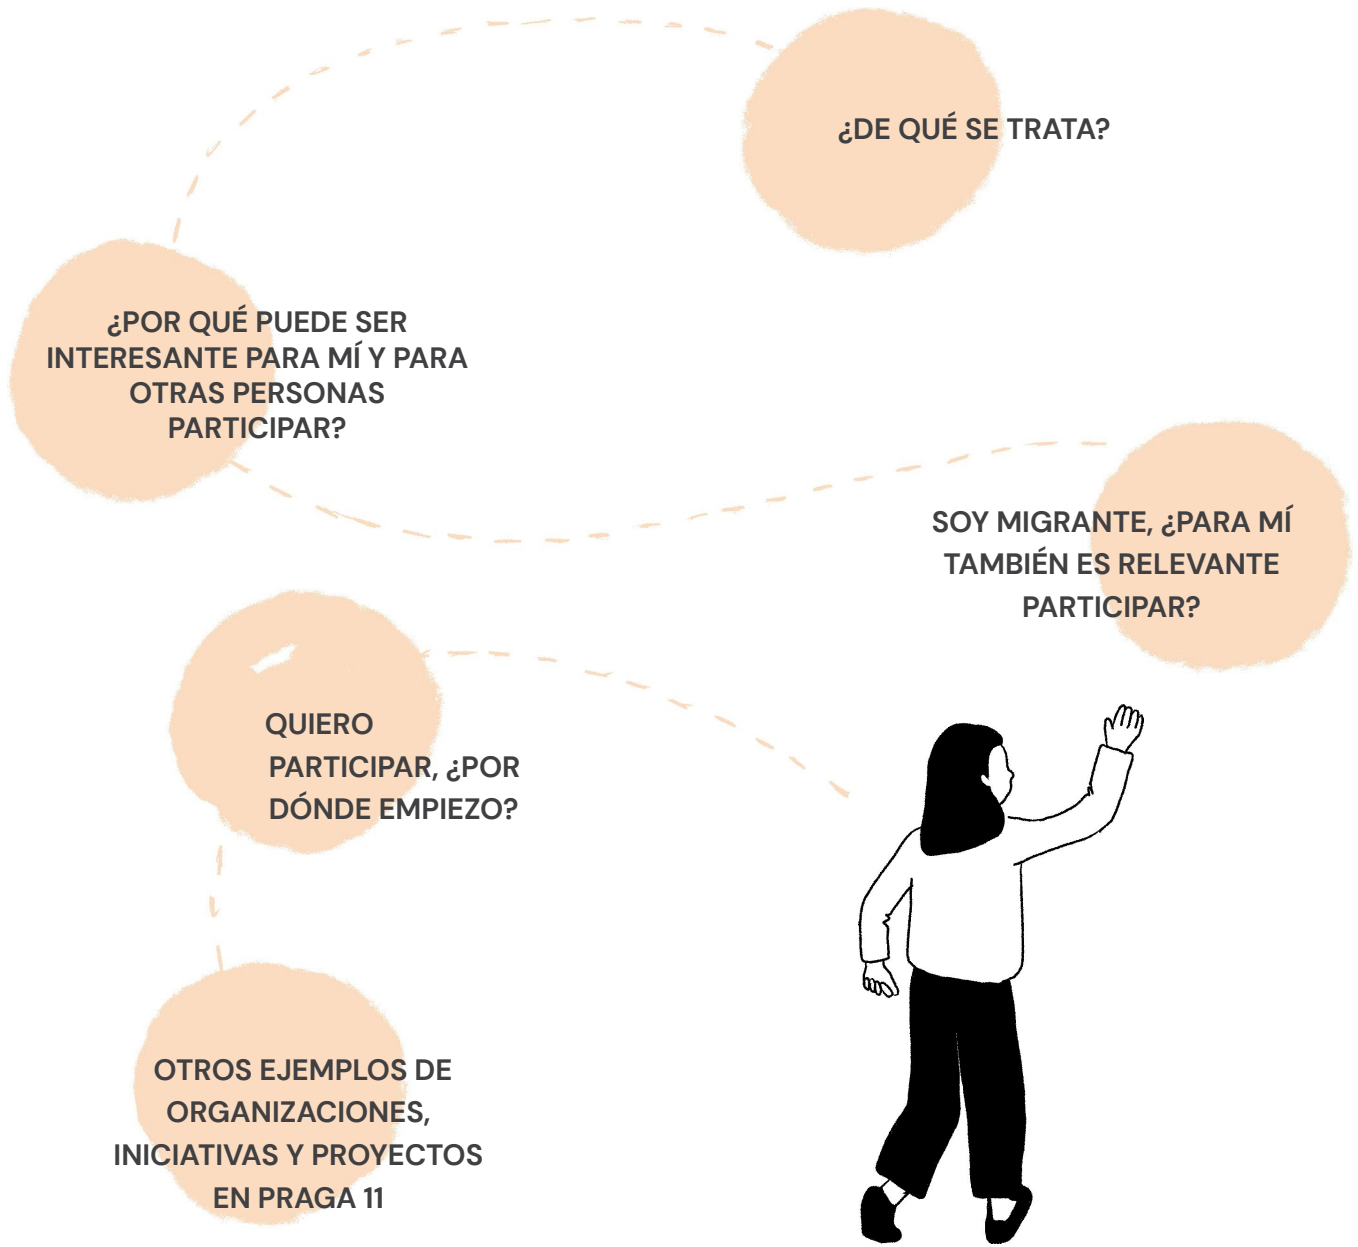 ¿DE QUÉ SE TRATA?
¿POR QUÉ PUEDE SER
INTERESANTE PARA MÍ Y PARA
OTRAS PERSONAS
PARTICIPAR?
SOY MIGRANTE, ¿PARA MÍ
TAMBIÉN ES RELEVANTE
PARTICIPAR?
QUIERO
PARTICIPAR, ¿POR
DÓNDE EMPIEZO?
OTROS EJEMPLOS DE
ORGANIZACIONES,
INICIATIVAS Y PROYECTOS
EN PRAGA 11